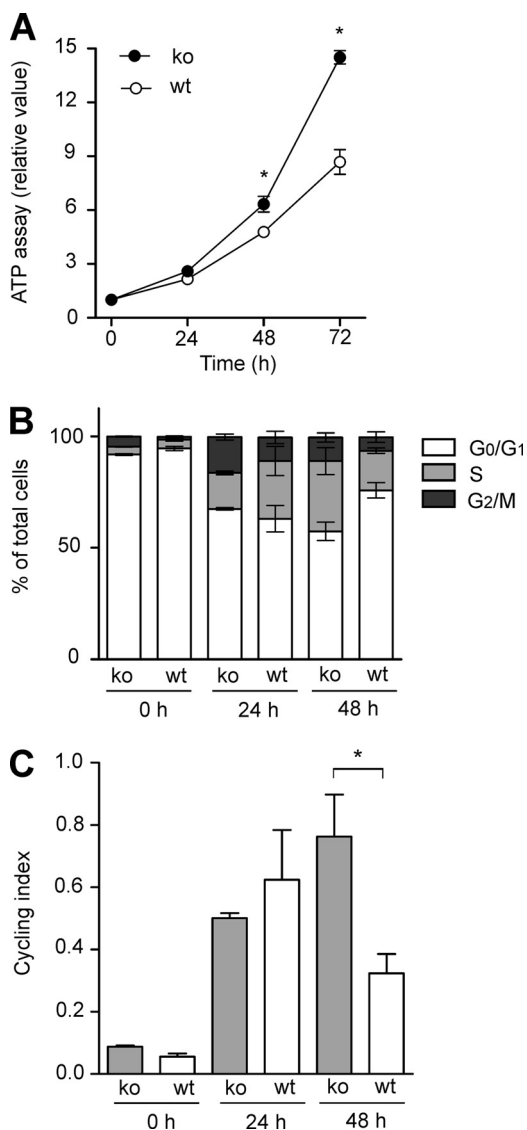 A
ATP assay (relative value)
15
12
9
6
3
0
ko
wt
*
*
0 24 48 72
Time (h)
B
% of total cells
100
50
0
G0/G1
S
G2/M
ko wt ko wt ko wt
0 h 24 h 48 h
C
Cycling index
1.0
0.8
0.6
0.4
0.2
0.0
*
ko wt ko wt ko wt
0 h 24 h 48 h